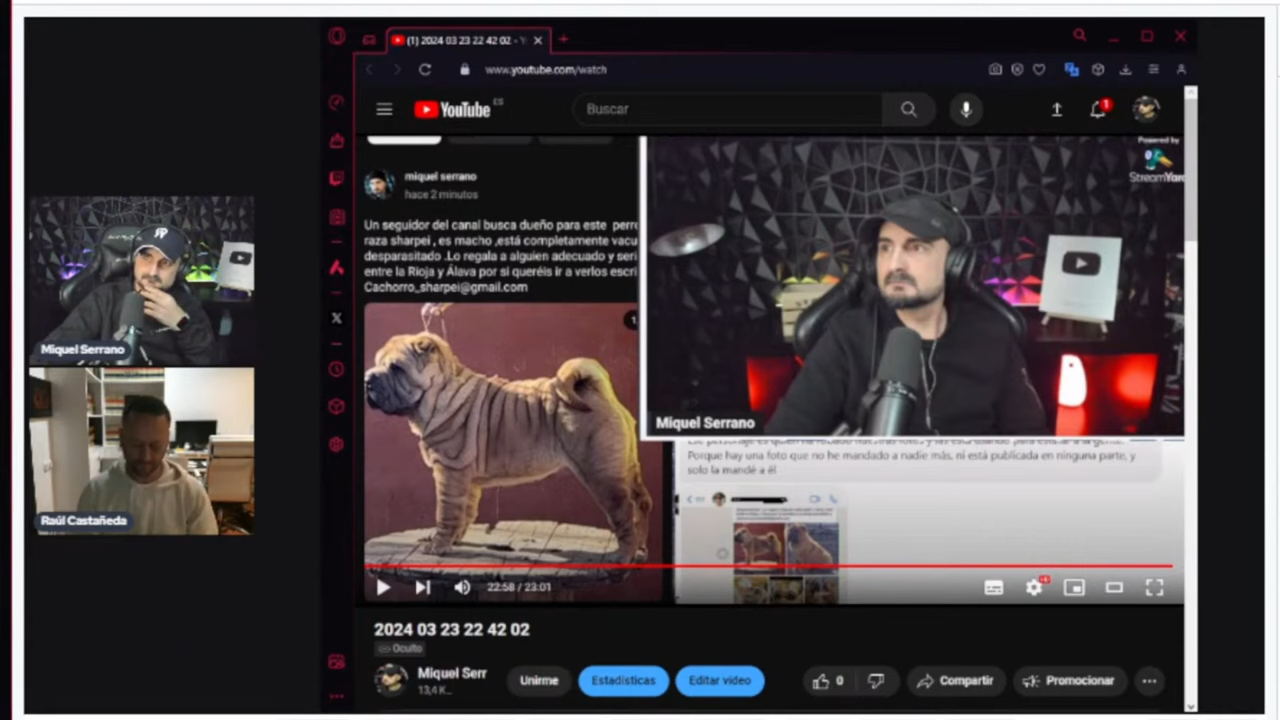 (1) 2024 03 23 22 42 02 - Y
www.youtube.com/watch
YouTube ES
Buscar
1
miquel serrano
hace 2 minutos
Un seguidor del canal busca dueño para este perr
raza sharpei , es macho ,está completamente vacu
desparasitado .Lo regala a alguien adecuado y seri
entre la Rioja y Álava por si queréis ir a verlos escri
Cachorro_sharpei@gmail.com
Powered by
StreamYard
Miquel Serrano
Miquel Serrano
Raúl Castañeda
Porque hay una foto que no he mandado a nadie más, ni está publicada en ninguna parte, y
solo la mandé a él
22:58 / 23:01
2024 03 23 22 42 02
Oculto
Miquel Serr
13,4 K...
Unirme
Estadísticas
Editar video
0
Compartir
Promocionar